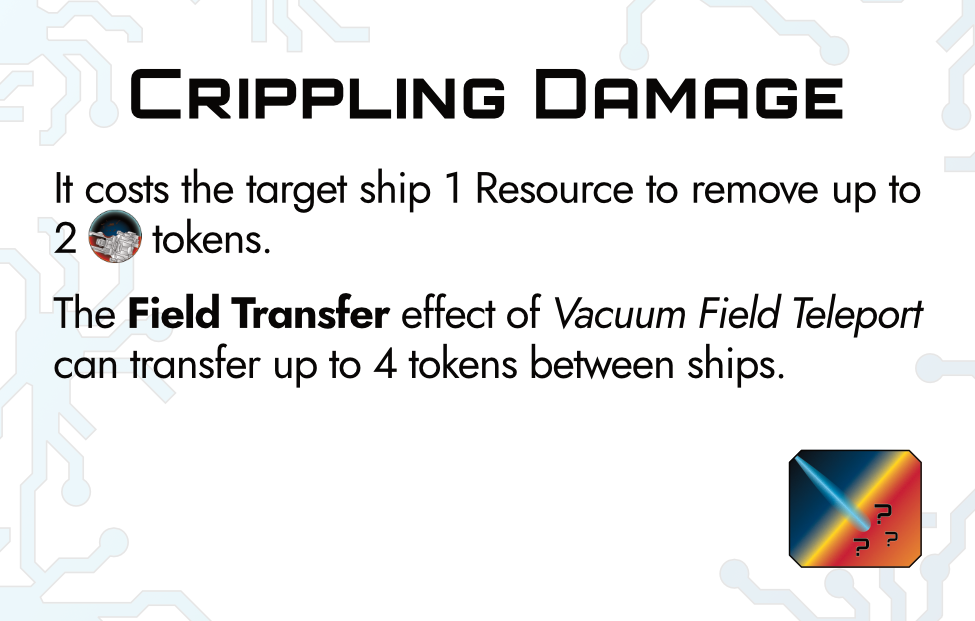 Crippling Damage
It costs the target ship 1 Resource to remove up to
2 tokens.
The Field Transfer effect of Vacuum Field Teleport
can transfer up to 4 tokens between ships.
? ? ?